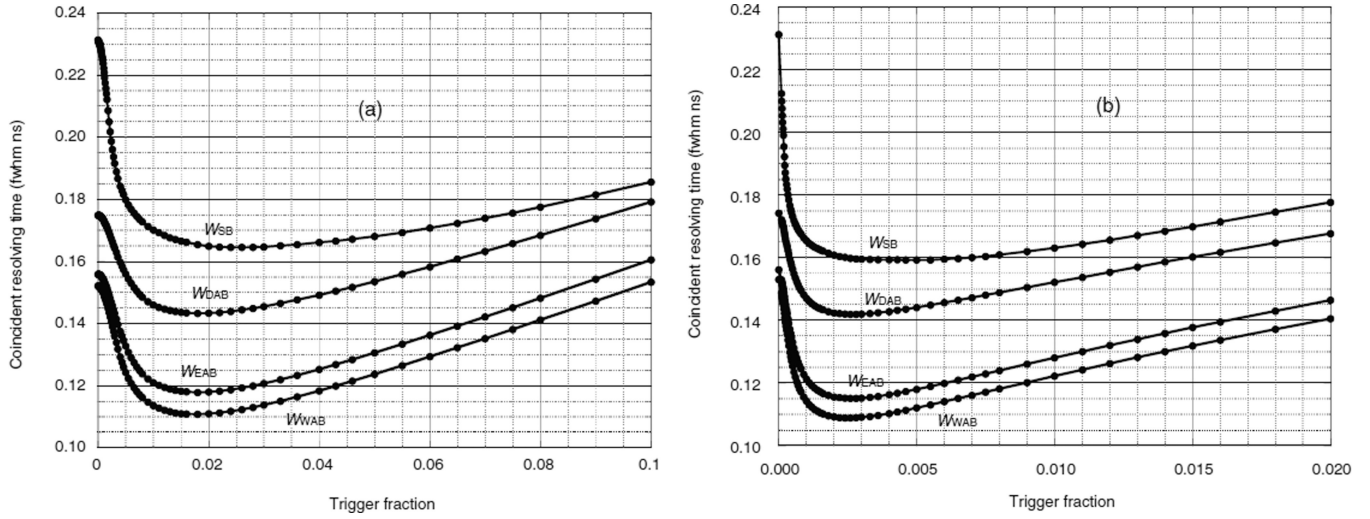 0.24
0.22
0.20
0.18
0.16
0.14
0.12
0.10
Coincident resolving time (fwhm ns)
(a)
WSB
WDAB
WEAB
WWAB
0
0.02
0.04
0.06
0.08
0.1
Trigger fraction
0.24
0.22
0.20
0.18
0.16
0.14
0.12
0.10
Coincident resolving time (fwhm ns)
(b)
WSB
WDAB
WEAB
WWAB
0.000
0.005
0.010
0.015
0.020
Trigger fraction